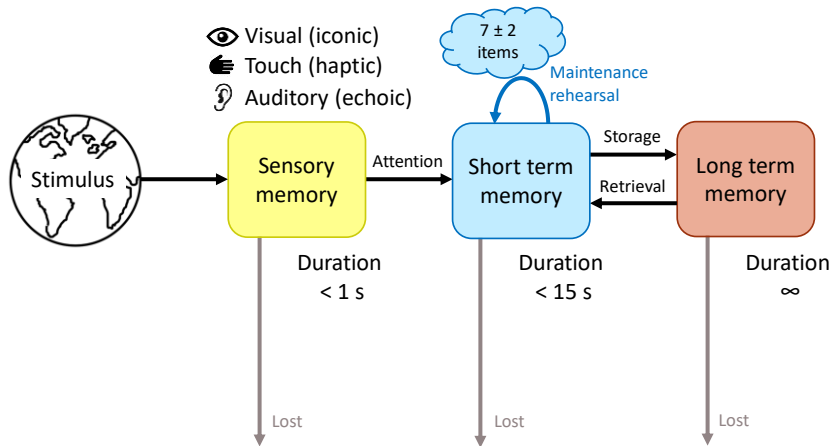 Visual (iconic)
Touch (haptic)
Auditory (echoic)
7 ± 2
items
Maintenance
rehearsal
Stimulus
Sensory
memory
Attention
Short term
memory
Storage
Retrieval
Long term
memory
Duration
< 1 s
Duration
< 15 s
Duration
∞
Lost
Lost
Lost